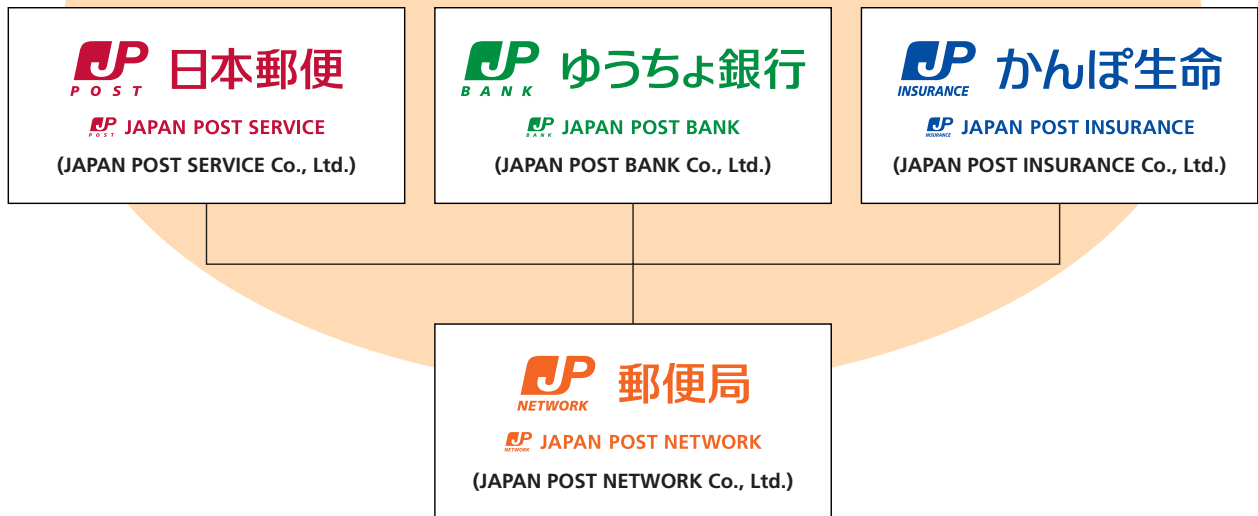 JP POST 日本郵便
JP POST JAPAN POST SERVICE
(JAPAN POST SERVICE Co., Ltd.)
JP BANK ゆうちょ銀行
JP BANK JAPAN POST BANK
(JAPAN POST BANK Co., Ltd.)
JP INSURANCE かんぽ生命
JP INSURANCE JAPAN POST INSURANCE
(JAPAN POST INSURANCE Co., Ltd.)
JP NETWORK 郵便局
JP NETWORK JAPAN POST NETWORK
(JAPAN POST NETWORK Co., Ltd.)